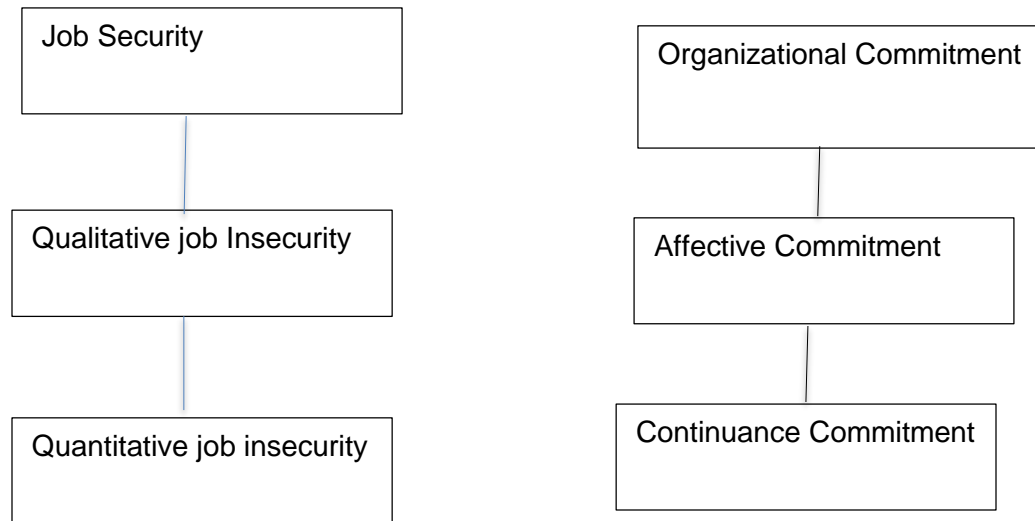 Job Security
Qualitative job Insecurity
Quantitative job insecurity
Organizational Commitment
Affective Commitment
Continuance Commitment